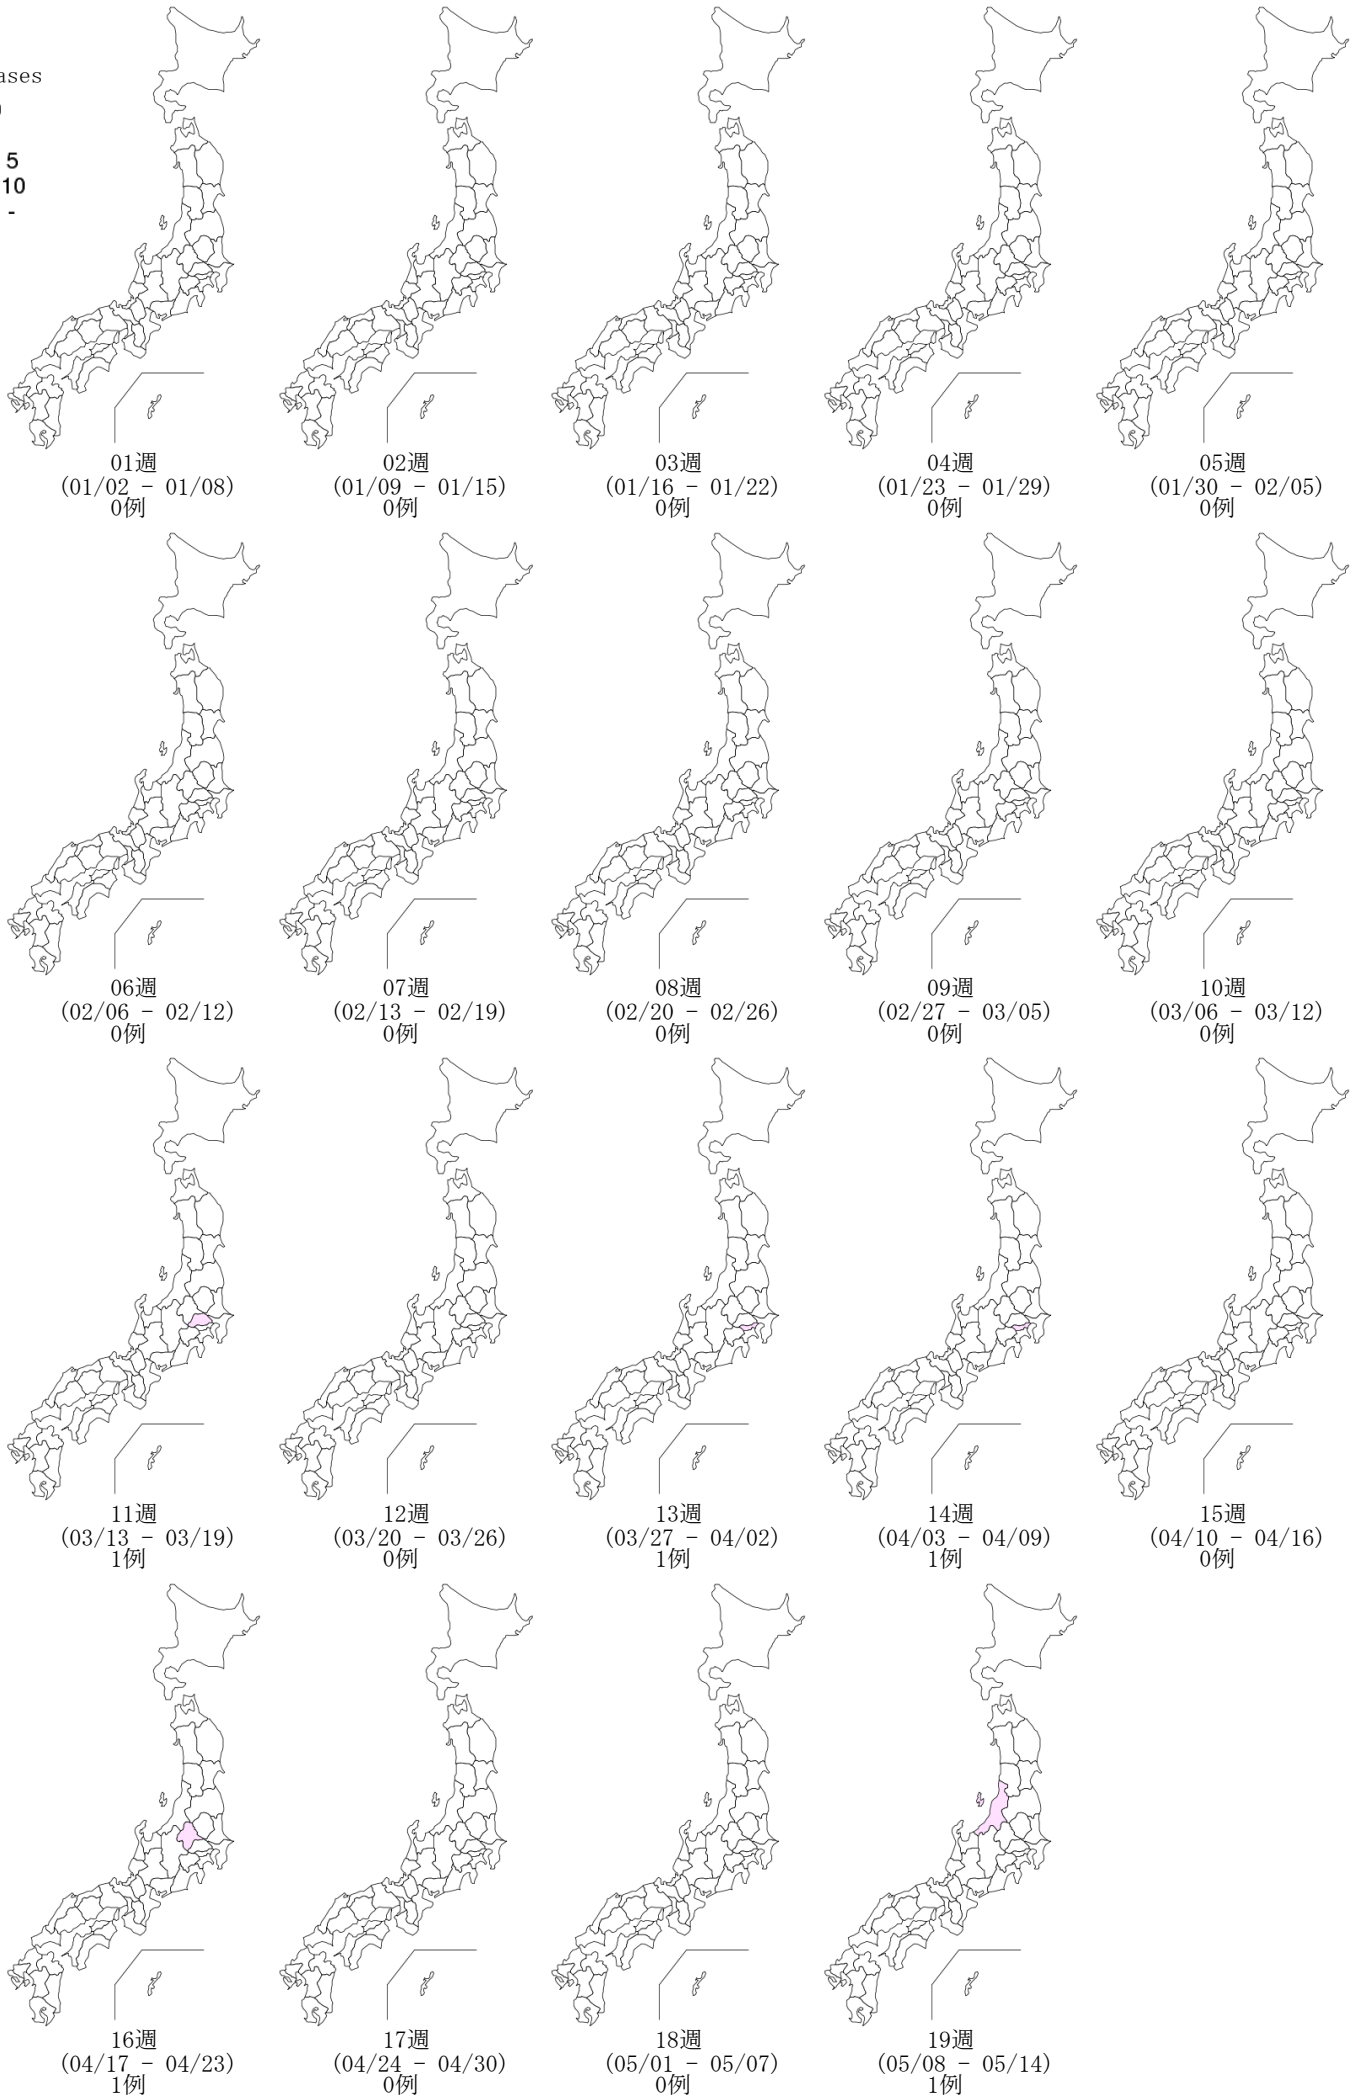 5
10
-
01週
(01/02 - 01/08)
0例
02週
(01/09 - 01/15)
0例
03週
(01/16 - 01/22)
0例
04週
(01/23 - 01/29)
0例
05週
(01/30 - 02/05)
0例
06週
(02/06 - 02/12)
0例
07週
(02/13 - 02/19)
0例
08週
(02/20 - 02/26)
0例
09週
(02/27 - 03/05)
0例
10週
(03/06 - 03/12)
0例
11週
(03/13 - 03/19)
1例
12週
(03/20 - 03/26)
0例
13週
(03/27 - 04/02)
1例
14週
(04/03 - 04/09)
1例
15週
(04/10 - 04/16)
0例
16週
(04/17 - 04/23)
1例
17週
(04/24 - 04/30)
0例
18週
(05/01 - 05/07)
0例
19週
(05/08 - 05/14)
1例